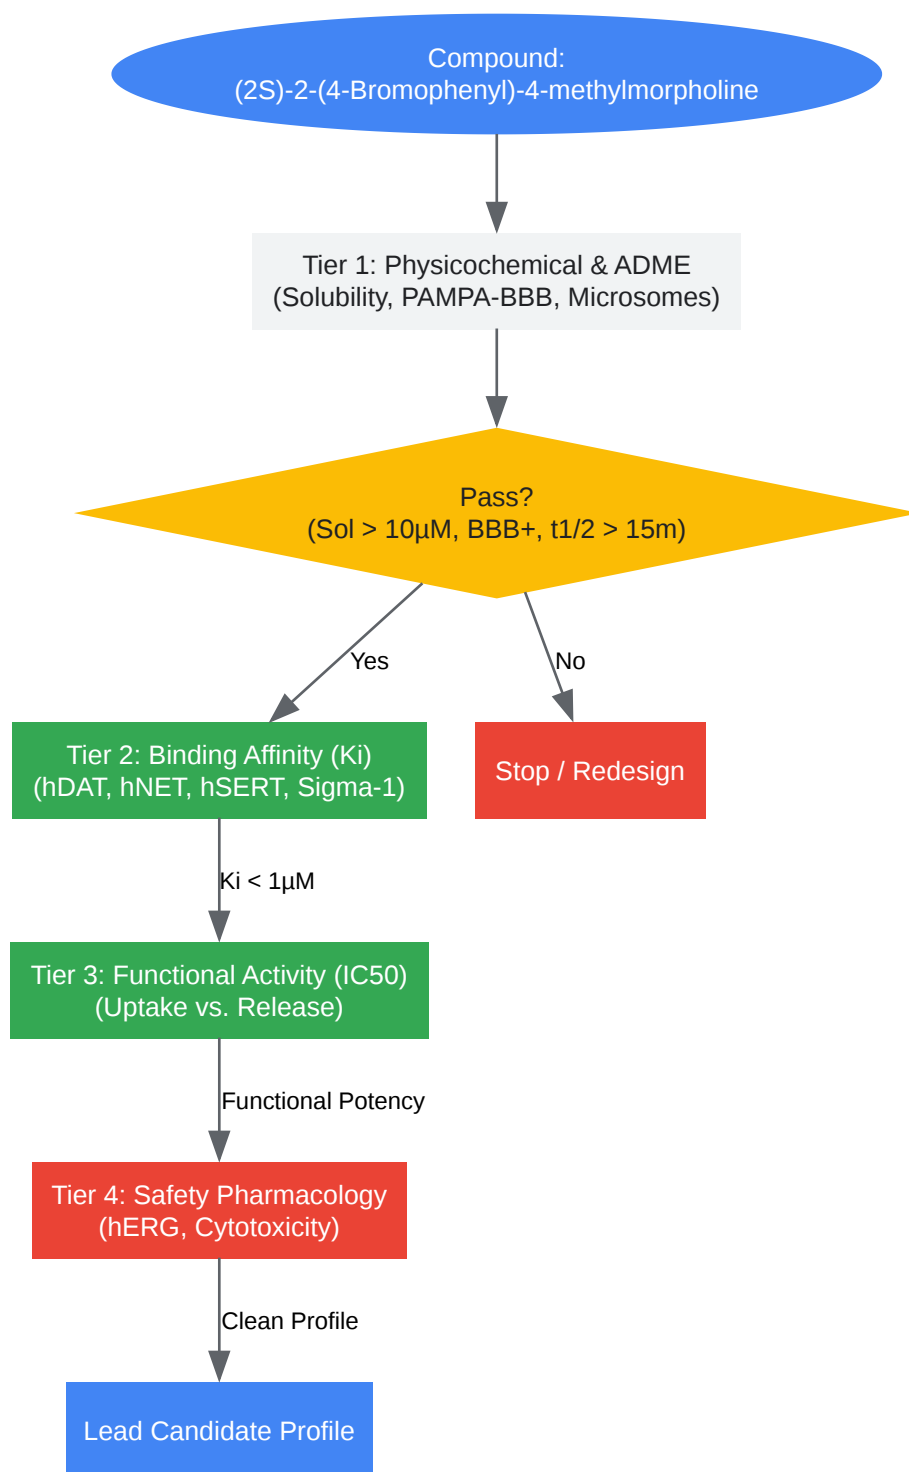 Compound:
(2S)-2-(4-Bromophenyl)-4-methylmorpholine
Tier 1: Physicochemical & ADME
(Solubility, PAMPA-BBB, Microsomes)
Pass?
(Sol > 10µM, BBB+, t1/2 > 15m)
Yes
No
Tier 2: Binding Affinity (Ki)
(hDAT, hNET, hSERT, Sigma-1)
Stop / Redesign
Ki < 1µM
Tier 3: Functional Activity (IC50)
(Uptake vs. Release)
Functional Potency
Tier 4: Safety Pharmacology
(hERG, Cytotoxicity)
Clean Profile
Lead Candidate Profile